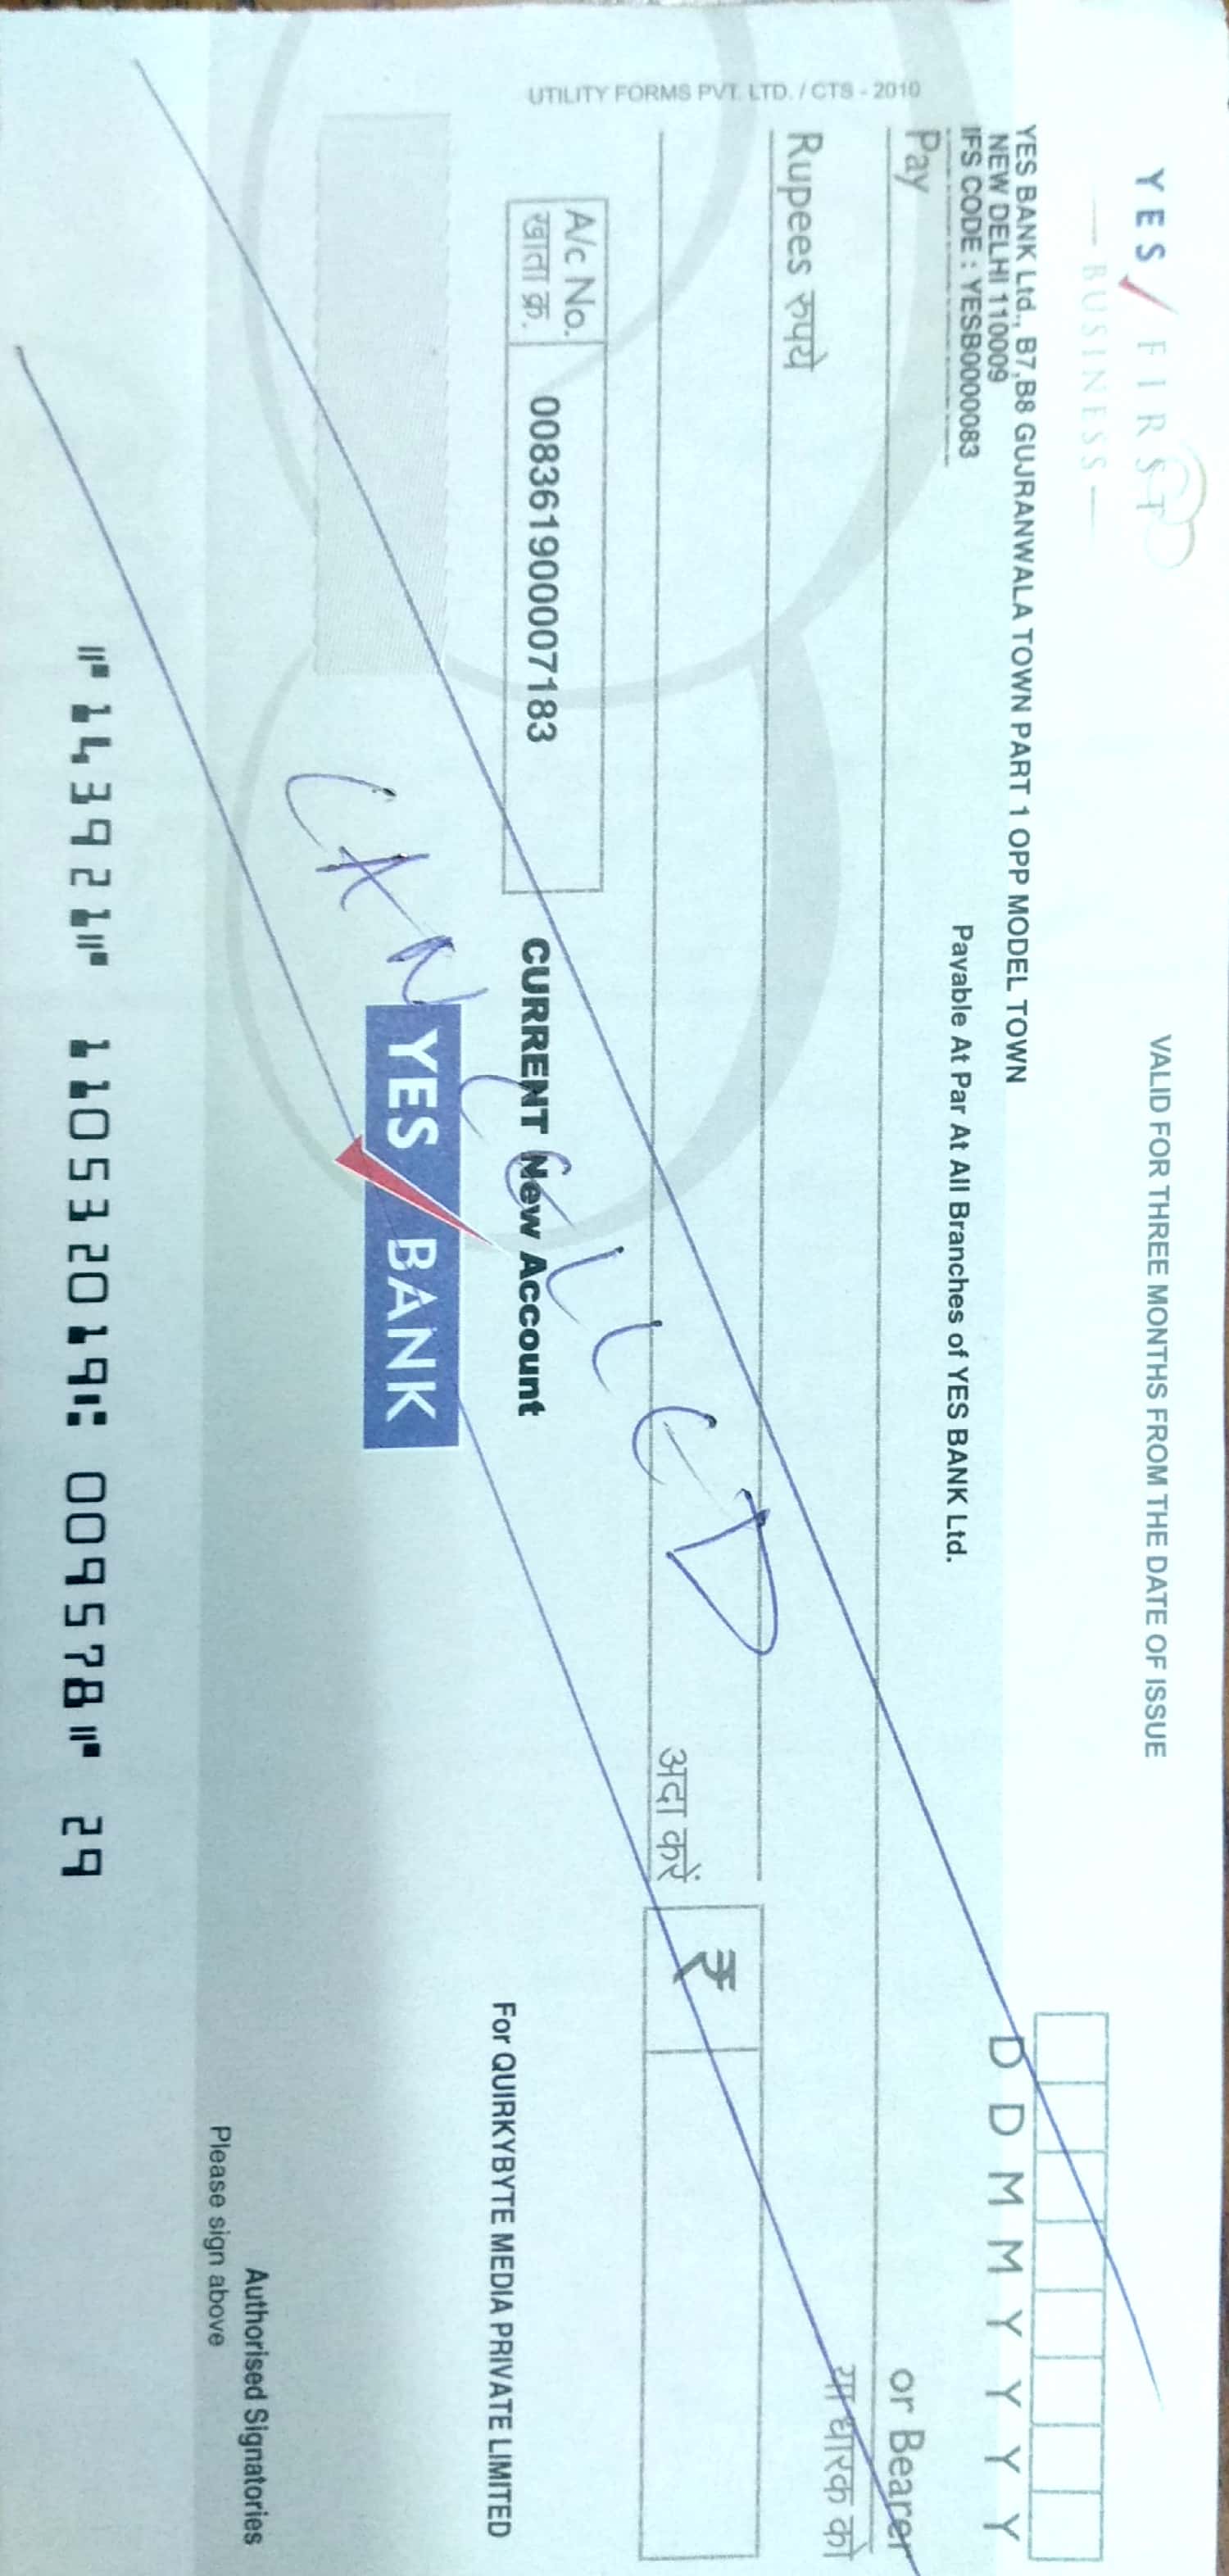 YES FIRST
BUSINESS
VALID FOR THREE MONTHS FROM THE DATE OF ISSUE
YES BANK Ltd., B7,B8 GUJRANWALA TOWN PART 1 OPP MODEL TOWN
NEW DELHI 110009
IFS CODE : YESB0000083
Payable At Par At All Branches of YES BANK Ltd.
D D M M Y Y Y Y
Pay
or Bearer
या धारक को
Rupees रुपये
अदा करें
₹
A/c No.
खाता क्र.
008361900007183
CURRENT New Account
For QUIRKYBYTE MEDIA PRIVATE LIMITED
CANCELLED
YES BANK
Authorised Signatories
Please sign above
⑈143921⑈ 110532019⑆ 009578⑈ 29
UTILITY FORMS PVT. LTD. / CTS - 2010